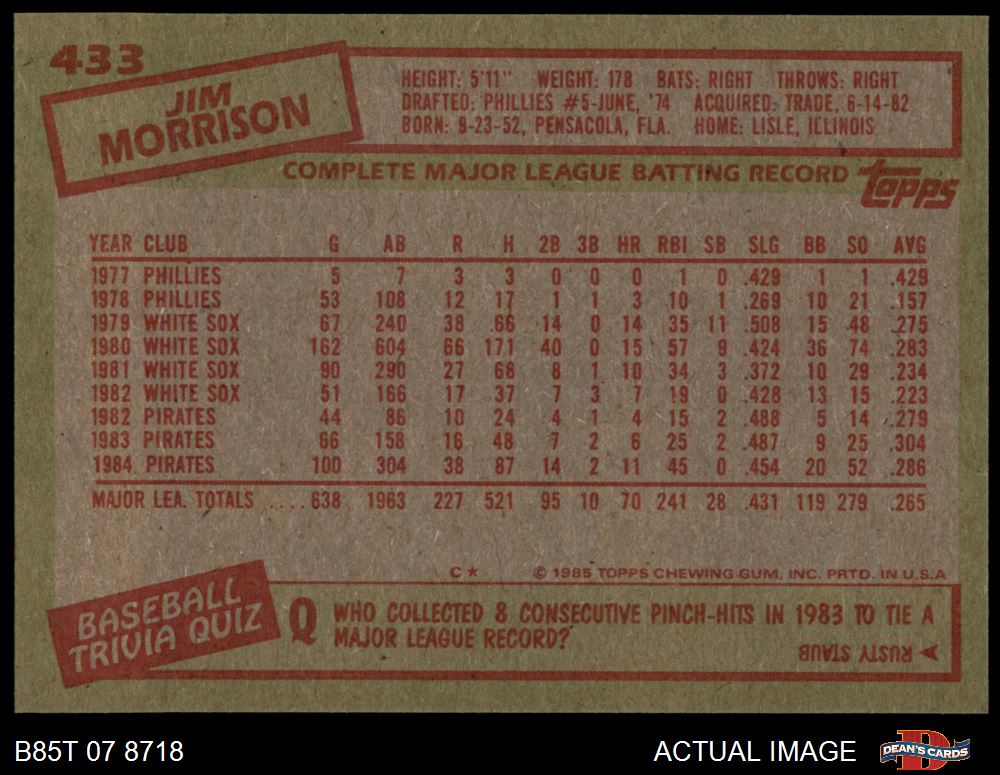 433
JIM
MORRISON
HEIGHT: 5'11" WEIGHT: 178 BATS: RIGHT THROWS: RIGHT
DRAFTED: PHILLIES #5-JUNE, '74 ACQUIRED: TRADE, 6-14-82
BORN: 9-23-52, PENSACOLA, FLA. HOME: LISLE, ILLINOIS
COMPLETE MAJOR LEAGUE BATTING RECORD
topps
YEAR CLUB G AB R H 2B 3B HR RBI SB SLG BB SO AVG
1977 PHILLIES 5 7 3 3 0 0 0 1 0 .429 1 1 .429
1978 PHILLIES 53 108 12 17 1 1 3 10 1 .269 10 21 .157
1979 WHITE SOX 67 240 38 66 14 0 14 35 11 .508 15 48 .275
1980 WHITE SOX 162 604 66 171 40 0 15 57 9 .424 36 74 .283
1981 WHITE SOX 90 290 27 68 8 1 10 34 3 .372 10 29 .234
1982 WHITE SOX 51 166 17 37 7 3 7 19 0 .428 13 15 .223
1982 PIRATES 44 86 10 24 4 1 4 15 2 .488 5 14 .279
1983 PIRATES 66 158 16 48 7 2 6 25 2 .487 9 25 .304
1984 PIRATES 100 304 38 87 14 2 11 45 0 .454 20 52 .286
MAJOR LEA. TOTALS .... 638 1963 227 521 95 10 70 241 28 .431 119 279 .265
C* © 1985 TOPPS CHEWING GUM, INC. PRTD. IN U.S.A
BASEBALL
TRIVIA QUIZ
Q WHO COLLECTED 8 CONSECUTIVE PINCH-HITS IN 1983 TO TIE A
MAJOR LEAGUE RECORD?
RUSTY STAUB
B85T 07 8718
ACTUAL IMAGE
D
DEAN'S CARDS